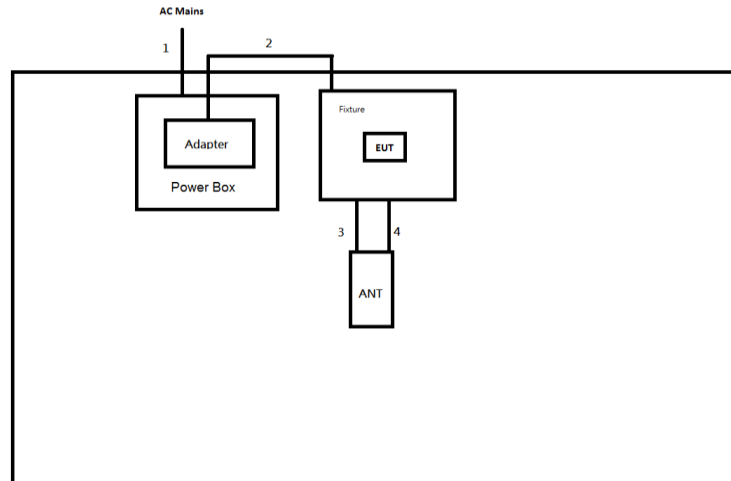 AC Mains
1
2
Fixture
Adapter
EUT
Power Box
3
4
ANT